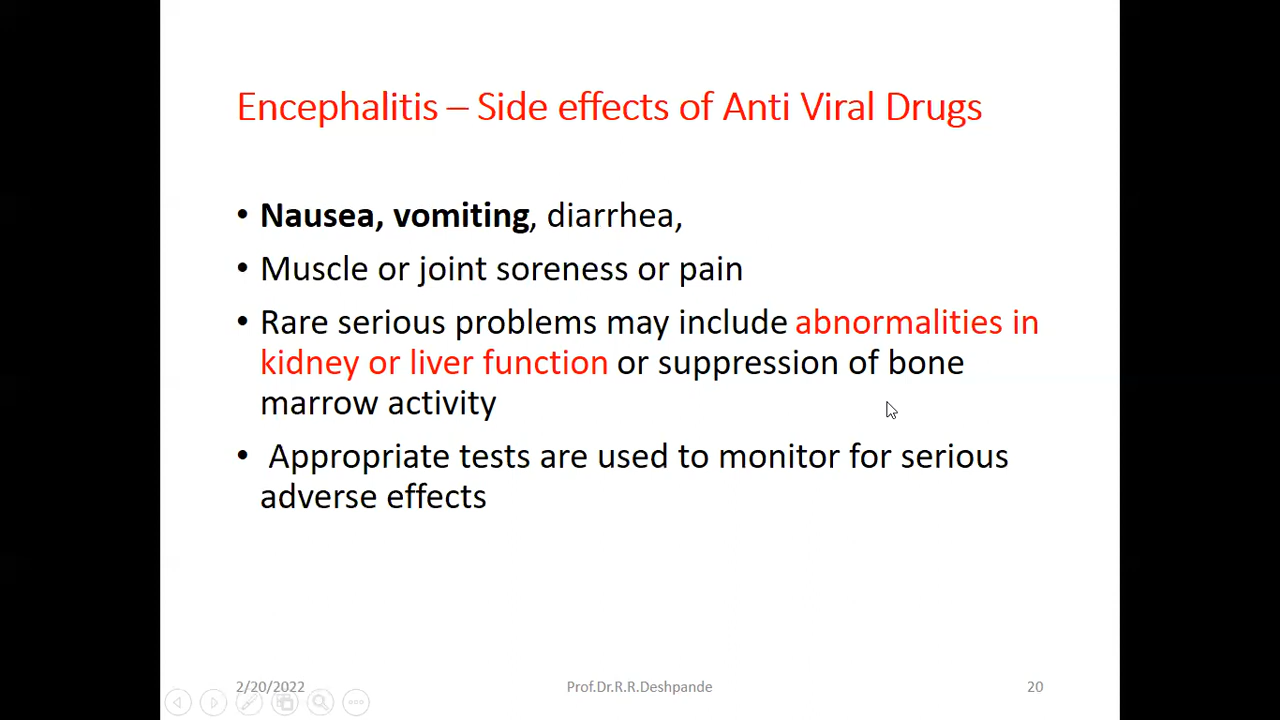 Encephalitis – Side effects of Anti Viral Drugs
• Nausea, vomiting, diarrhea,
• Muscle or joint soreness or pain
• Rare serious problems may include abnormalities in
kidney or liver function or suppression of bone
marrow activity
• Appropriate tests are used to monitor for serious
adverse effects
2/20/2022 Prof.Dr.R.R.Deshpande 20